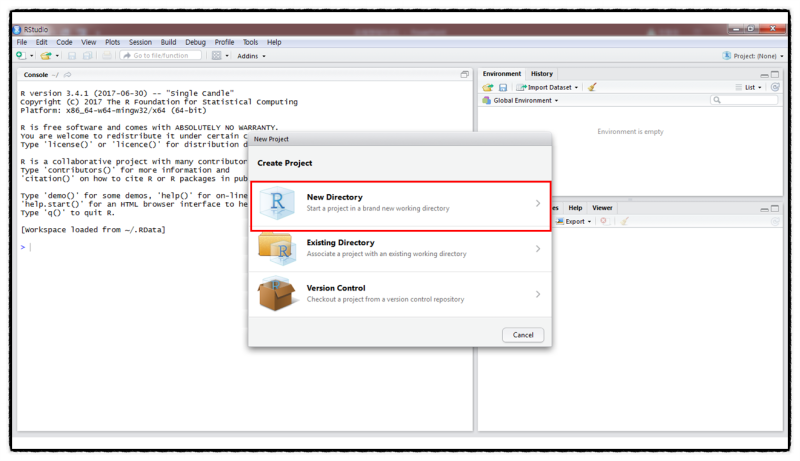 RStudio
File Edit Code View Plots Session Build Debug Profile Tools Help
Go to file/function Addins Project: (None)
Console ~/
R version 3.4.1 (2017-06-30) -- "Single Candle"
Copyright (C) 2017 The R Foundation for Statistical Computing
Platform: x86_64-w64-mingw32/x64 (64-bit)
R is free software and comes with ABSOLUTELY NO WARRANTY.
You are welcome to redistribute it under certain c
Type 'license()' or 'licence()' for distribution d
R is a collaborative project with many contributor
Type 'contributors()' for more information and
'citation()' on how to cite R or R packages in pub
Type 'demo()' for some demos, 'help()' for on-line
'help.start()' for an HTML browser interface to he
Type 'q()' to quit R.
[Workspace loaded from ~/.RData]
>
New Project
Create Project
R
New Directory
Start a project in a brand new working directory
R
Existing Directory
Associate a project with an existing working directory
Version Control
Checkout a project from a version control repository
Cancel
Environment History
Import Dataset List
Global Environment
Environment is empty
es Help Viewer
Export